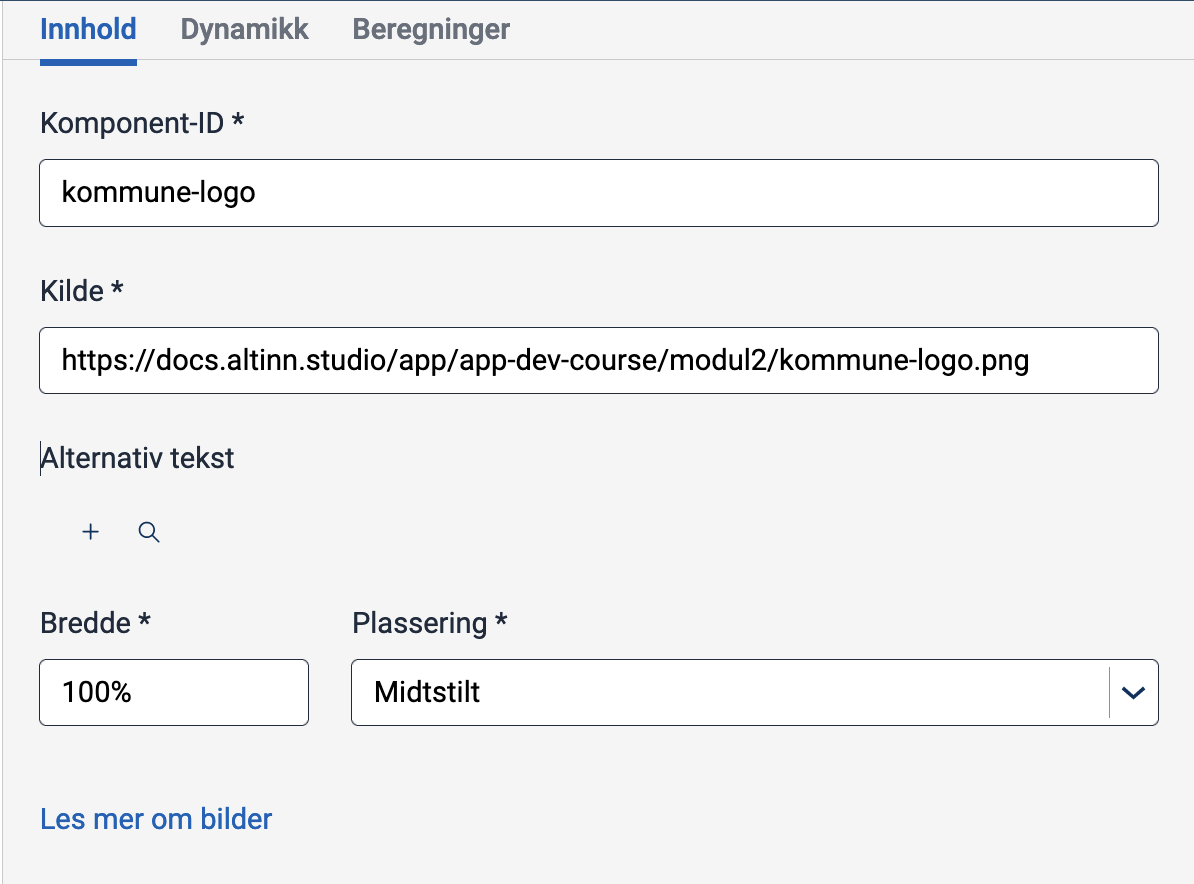 Innhold Dynamikk Beregninger
Komponent-ID *
kommune-logo
Kilde *
https://docs.altinn.studio/app/app-dev-course/modul2/kommune-logo.png
Alternativ tekst
Bredde * Plassering *
100% Midtstilt
Les mer om bilder